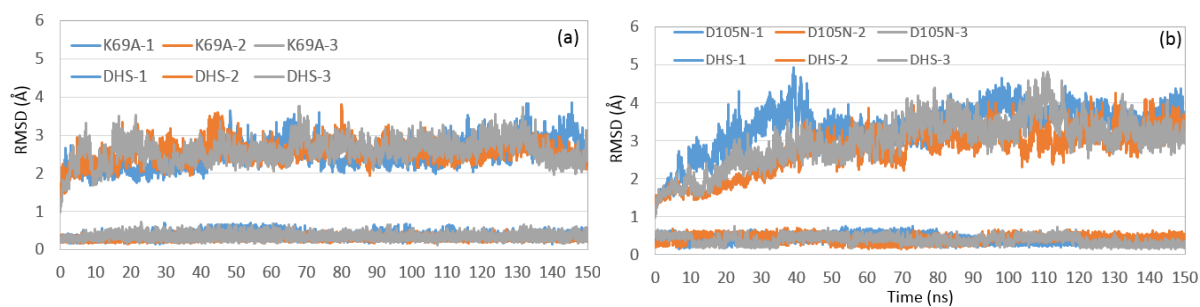 (a)
K69A-1 K69A-2 K69A-3
DHS-1 DHS-2 DHS-3
RMSD (Å)
6
5
4
3
2
1
0
0 10 20 30 40 50 60 70 80 90 100 110 120 130 140 150
(b)
D105N-1 D105N-2 D105N-3
DHS-1 DHS-2 DHS-3
RMSD (Å)
6
5
4
3
2
1
0
0 10 20 30 40 50 60 70 80 90 100 110 120 130 140 150
Time (ns)